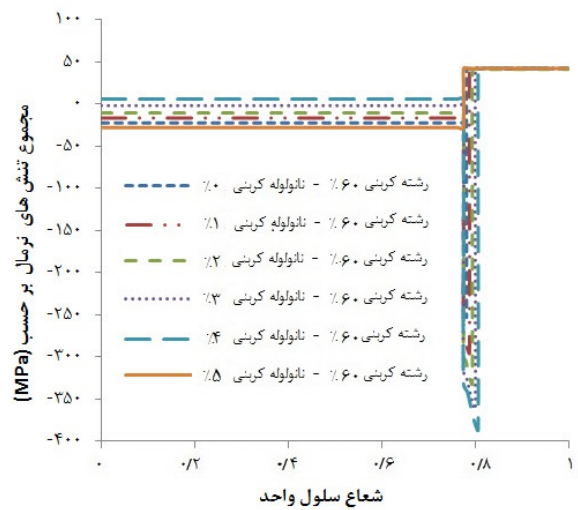 مجموع تنش های نرمال بر حسب (MPa)
۱۰۰
۵۰
۰
-۵۰
-۱۰۰
-۱۵۰
-۲۰۰
-۲۵۰
-۳۰۰
-۳۵۰
-۴۰۰
رشته کربنی ۶۰٪ - نانولوله کربنی ۰٪
رشته کربنی ۶۰٪ - نانولوله کربنی ۱٪
رشته کربنی ۶۰٪ - نانولوله کربنی ۲٪
رشته کربنی ۶۰٪ - نانولوله کربنی ۳٪
رشته کربنی ۶۰٪ - نانولوله کربنی ۴٪
رشته کربنی ۶۰٪ - نانولوله کربنی ۵٪
۰ ۰/۲ ۰/۴ ۰/۶ ۰/۸ ۱
شعاع سلول واحد